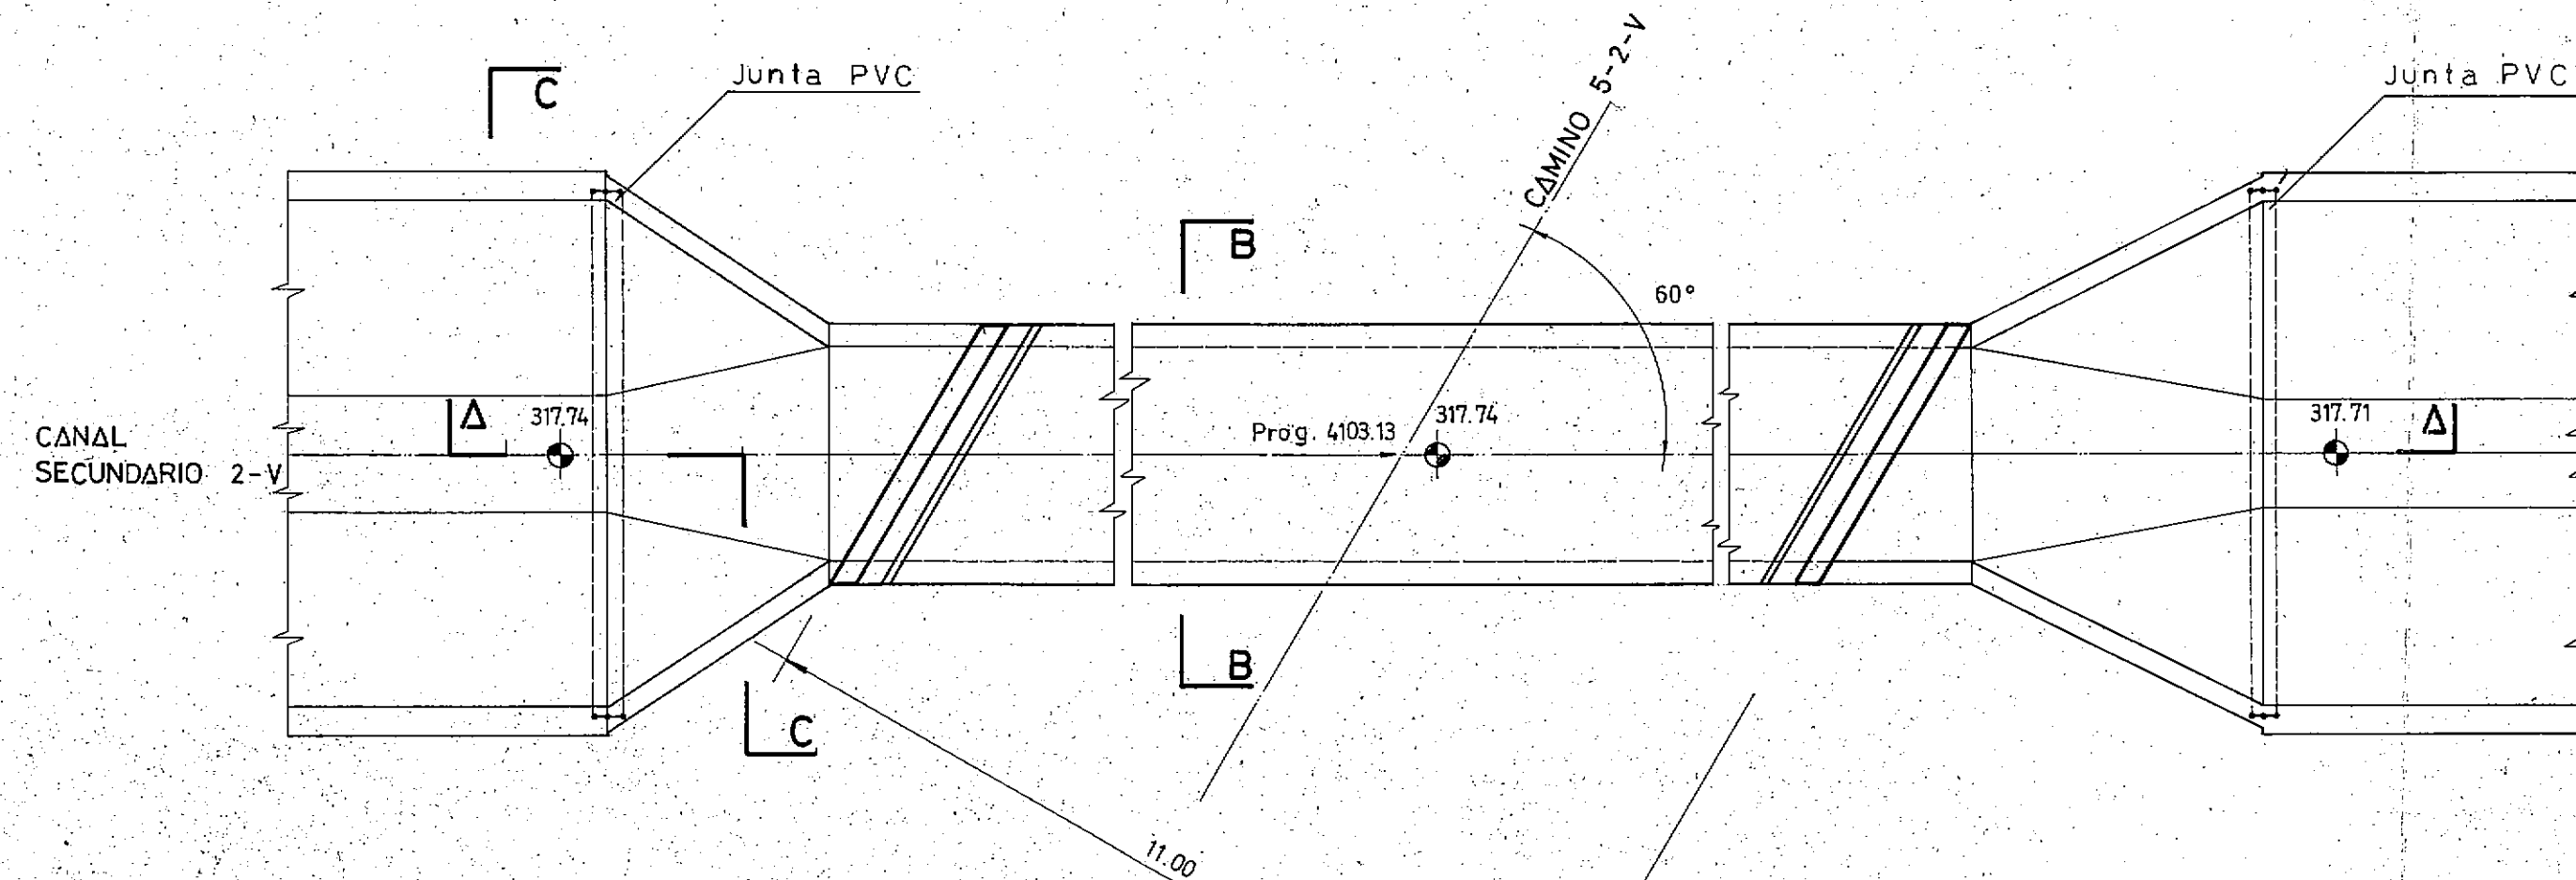 CAMINO 5-2-V
Junta PVC
Junta PVC
C
B
60°
A
317.74
Prog. 4103.13
317.74
317.71
A
CANAL
SECUNDARIO 2-V
B
C
11.00